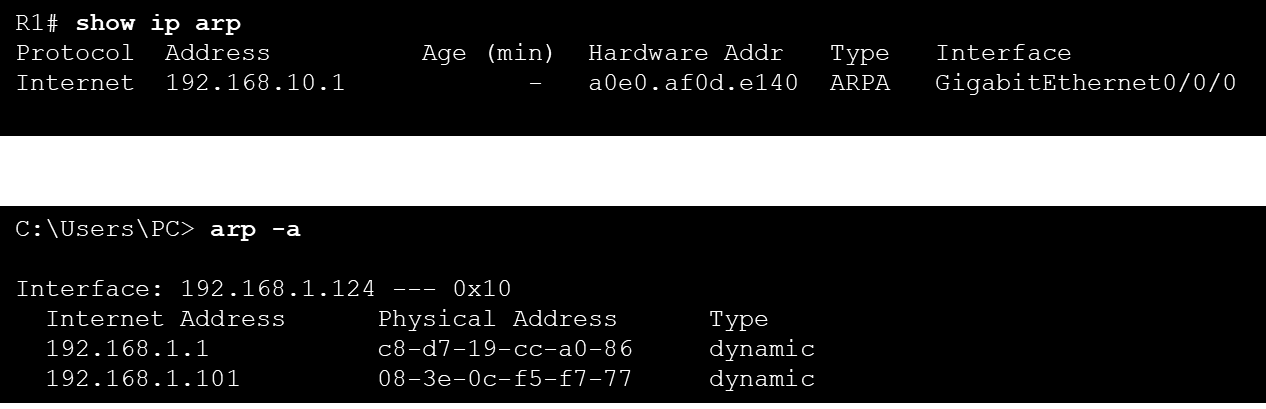 R1# show ip arp
Protocol  Address          Age (min)  Hardware Addr   Type   Interface
Internet  192.168.10.1            -   a0e0.af0d.e140  ARPA   GigabitEthernet0/0/0
C:\Users\PC> arp -a
Interface: 192.168.1.124 --- 0x10
  Internet Address      Physical Address      Type
  192.168.1.1           c8-d7-19-cc-a0-86     dynamic
  192.168.1.101         08-3e-0c-f5-f7-77     dynamic